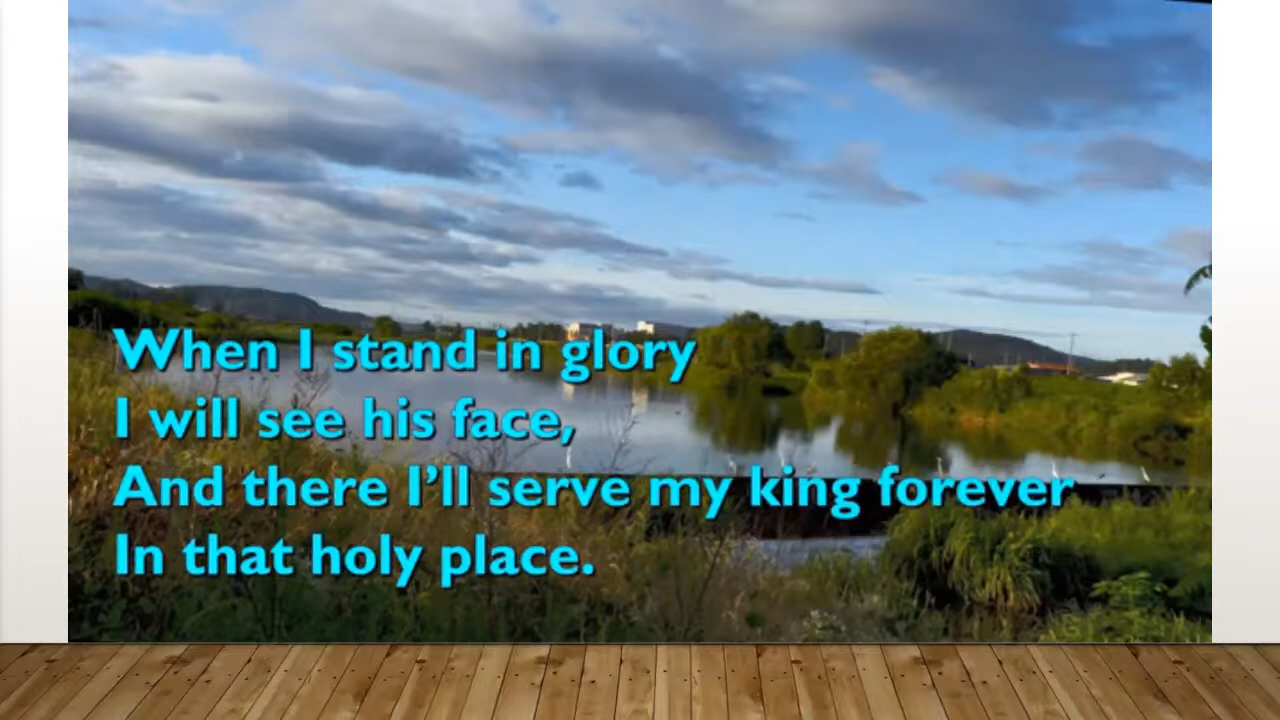 When I stand in glory
I will see his face,
And there I’ll serve my king forever
In that holy place.